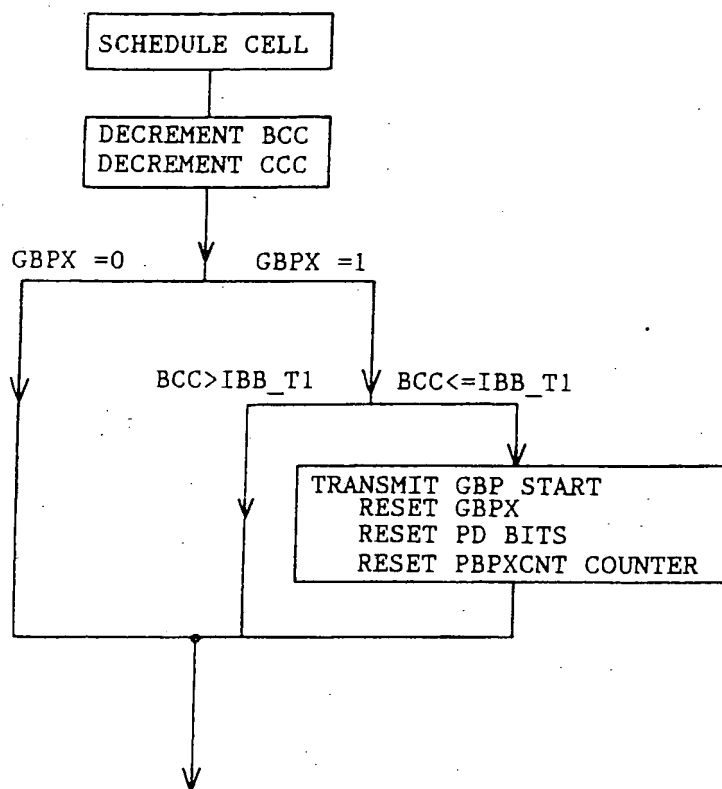 SCHEDULE CELL
DECREMENT BCC
DECREMENT CCC
GBPX =0
GBPX =1
BCC>IBB_T1
BCC<=IBB_T1
TRANSMIT GBP START
RESET GBPX
RESET PD BITS
RESET PBPXCNT COUNTER